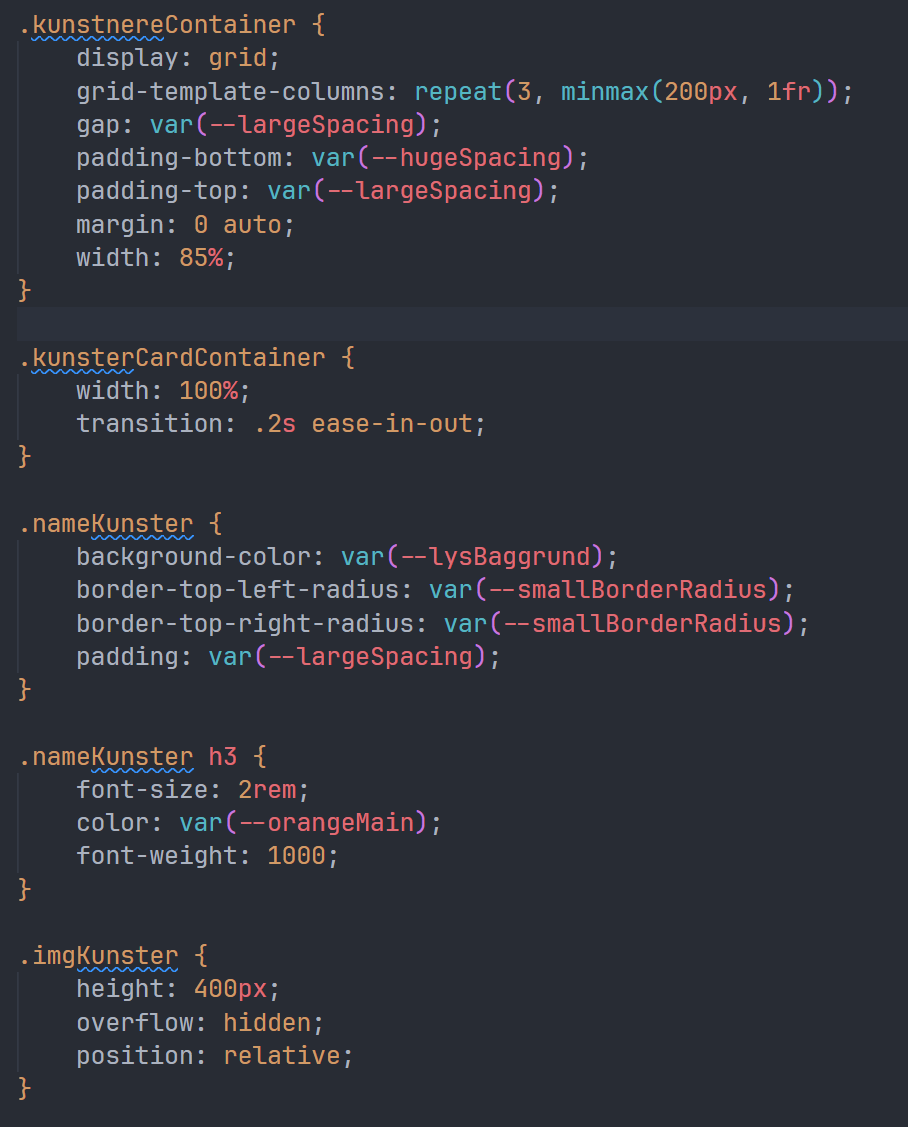 .kunstnereContainer {
    display: grid;
    grid-template-columns: repeat(3, minmax(200px, 1fr));
    gap: var(--largeSpacing);
    padding-bottom: var(--hugeSpacing);
    padding-top: var(--largeSpacing);
    margin: 0 auto;
    width: 85%;
}

.kunsterCardContainer {
    width: 100%;
    transition: .2s ease-in-out;
}

.nameKunster {
    background-color: var(--lysBaggrund);
    border-top-left-radius: var(--smallBorderRadius);
    border-top-right-radius: var(--smallBorderRadius);
    padding: var(--largeSpacing);
}

.nameKunster h3 {
    font-size: 2rem;
    color: var(--orangeMain);
    font-weight: 1000;
}

.imgKunster {
    height: 400px;
    overflow: hidden;
    position: relative;
}